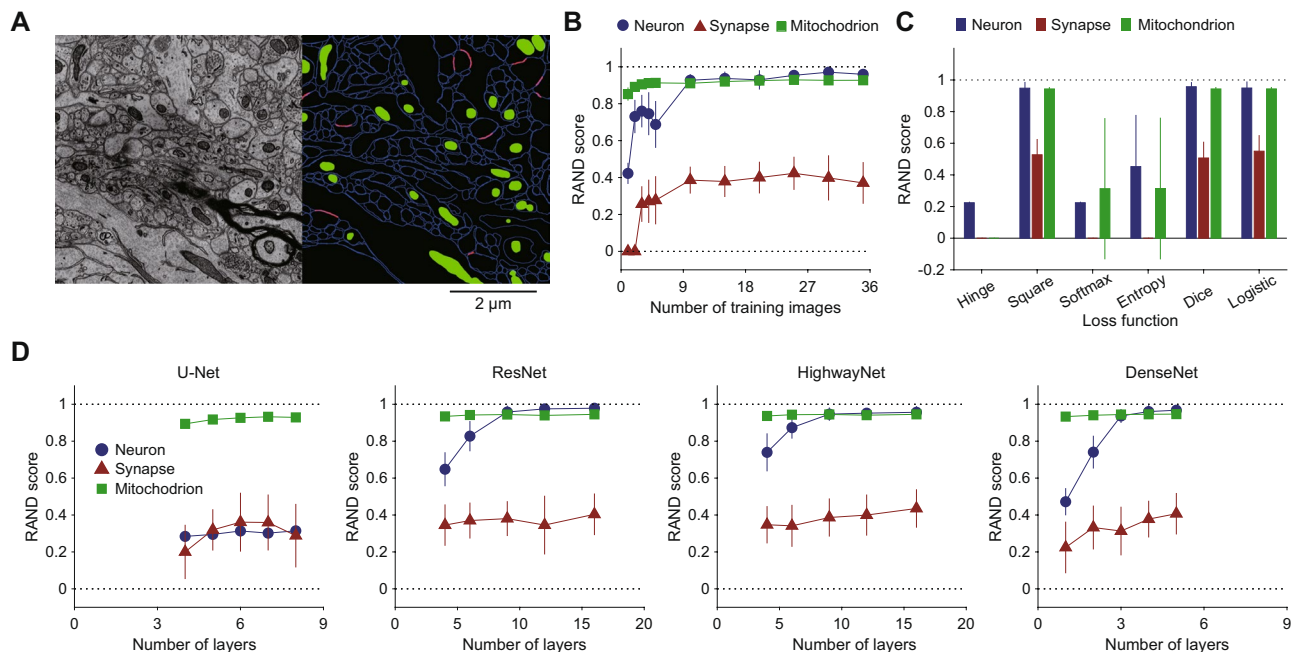 A
2 µm
B
Neuron Synapse Mitochodrion
RAND score
1
0.8
0.6
0.4
0.2
0
0 9 18 27 36
Number of training images
C
Neuron Synapse Mitochondrion
RAND score
1
0.8
0.6
0.4
0.2
0
-0.2
Hinge Square Softmax Entropy Dice Logistic
Loss function
D
U-Net
RAND score
1
0.8
0.6
0.4
0.2
0
Neuron
Synapse
Mitochodrion
0 3 6 9
Number of layers
ResNet
RAND score
1
0.8
0.6
0.4
0.2
0
0 5 10 15 20
Number of layers
HighwayNet
RAND score
1
0.8
0.6
0.4
0.2
0
0 5 10 15 20
Number of layers
DenseNet
RAND score
1
0.8
0.6
0.4
0.2
0
0 3 6 9
Number of layers